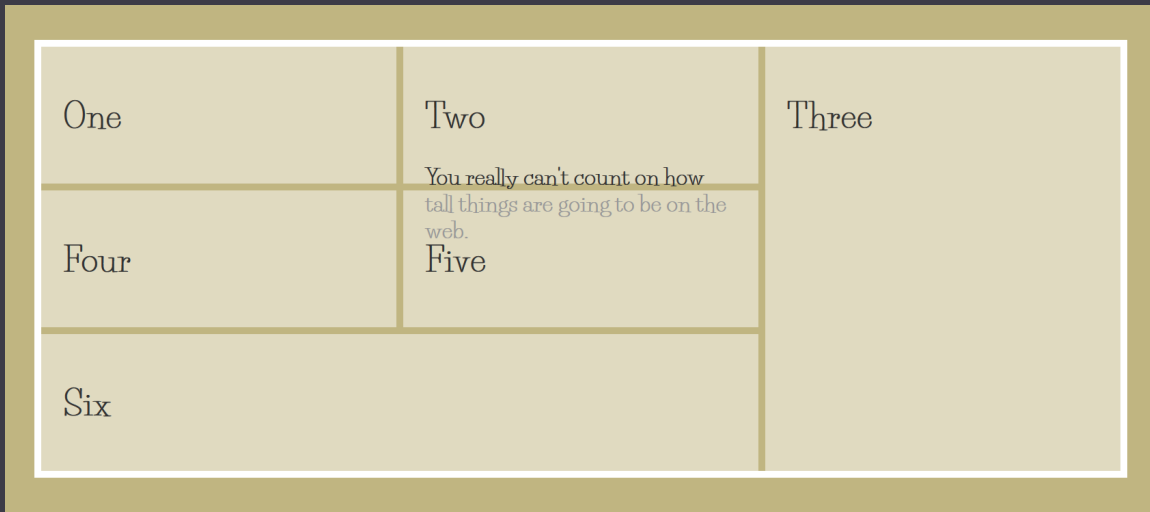 One
Two
Three
You really can't count on how
tall things are going to be on the
web.
Four
Five
Six